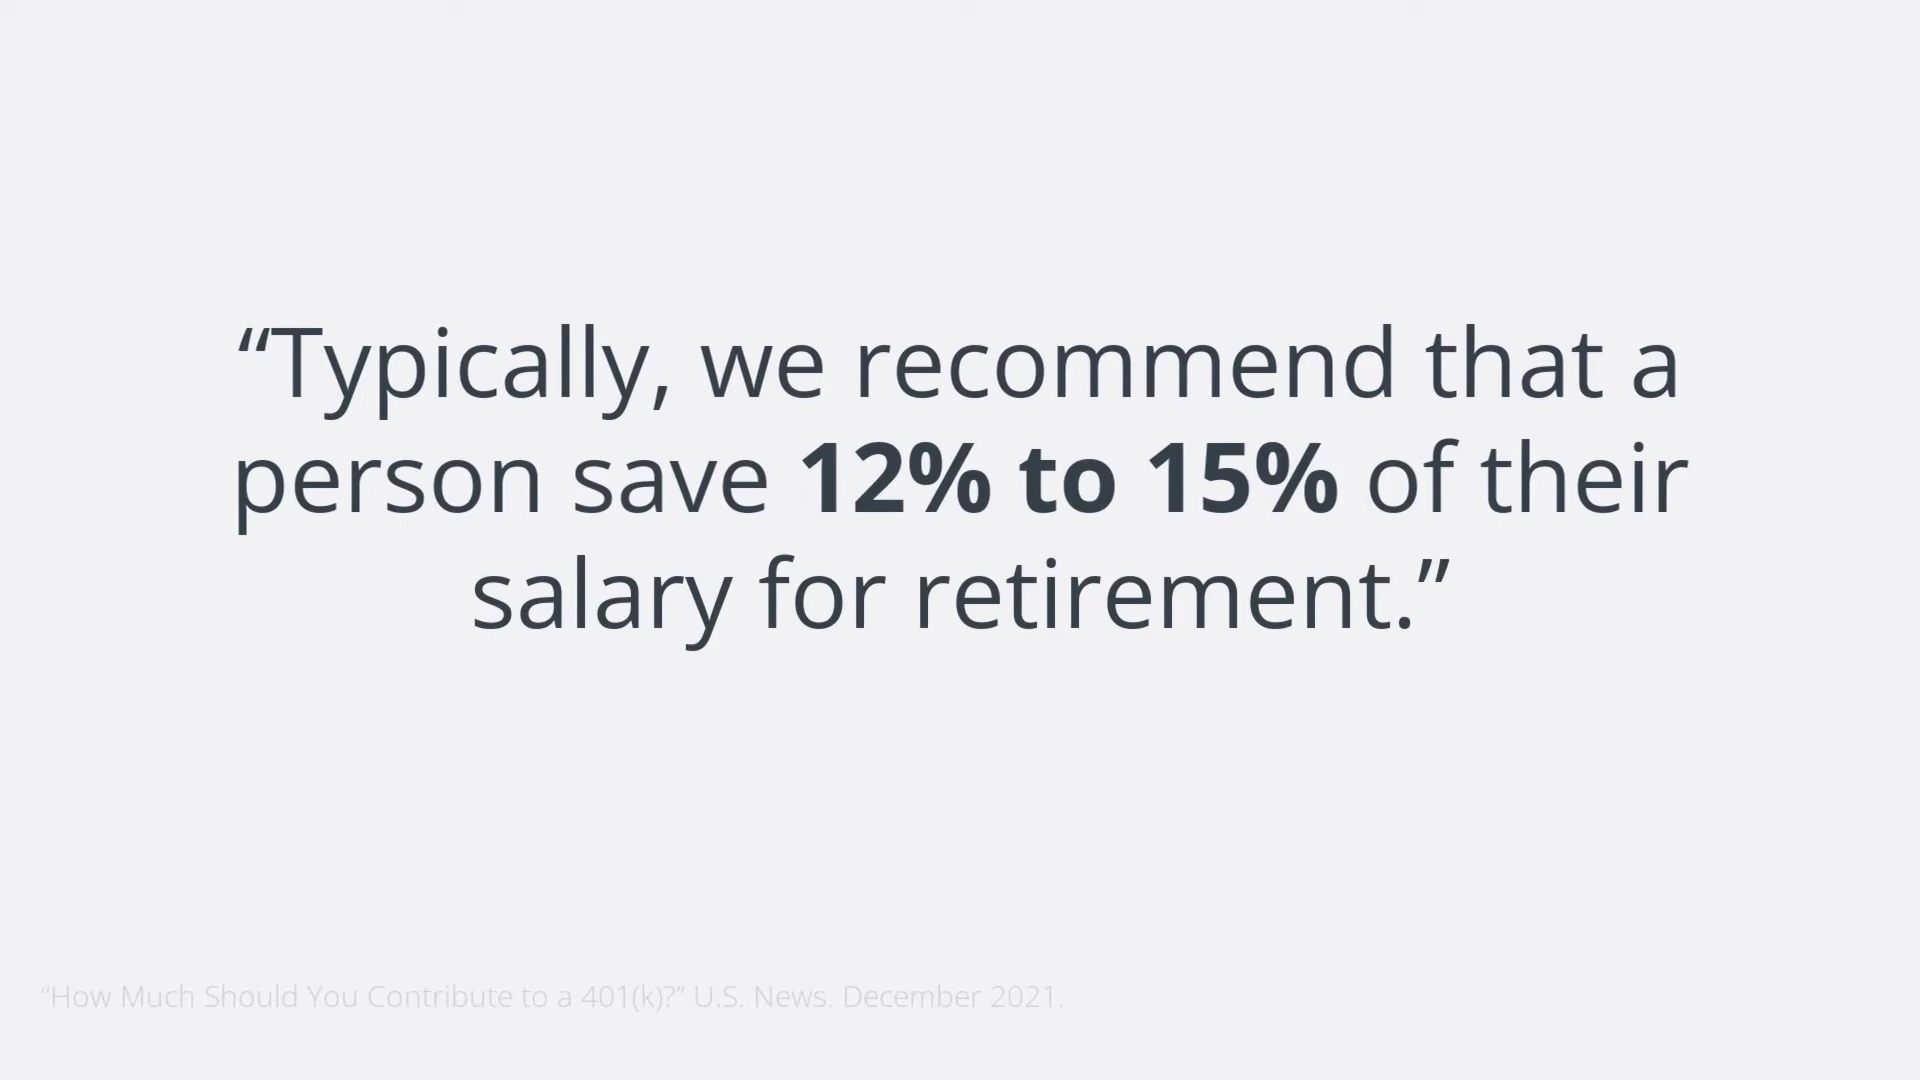 “Typically, we recommend that a
person save 12% to 15% of their
salary for retirement.”
“How Much Should You Contribute to a 401(k)?” U.S. News. December 2021.